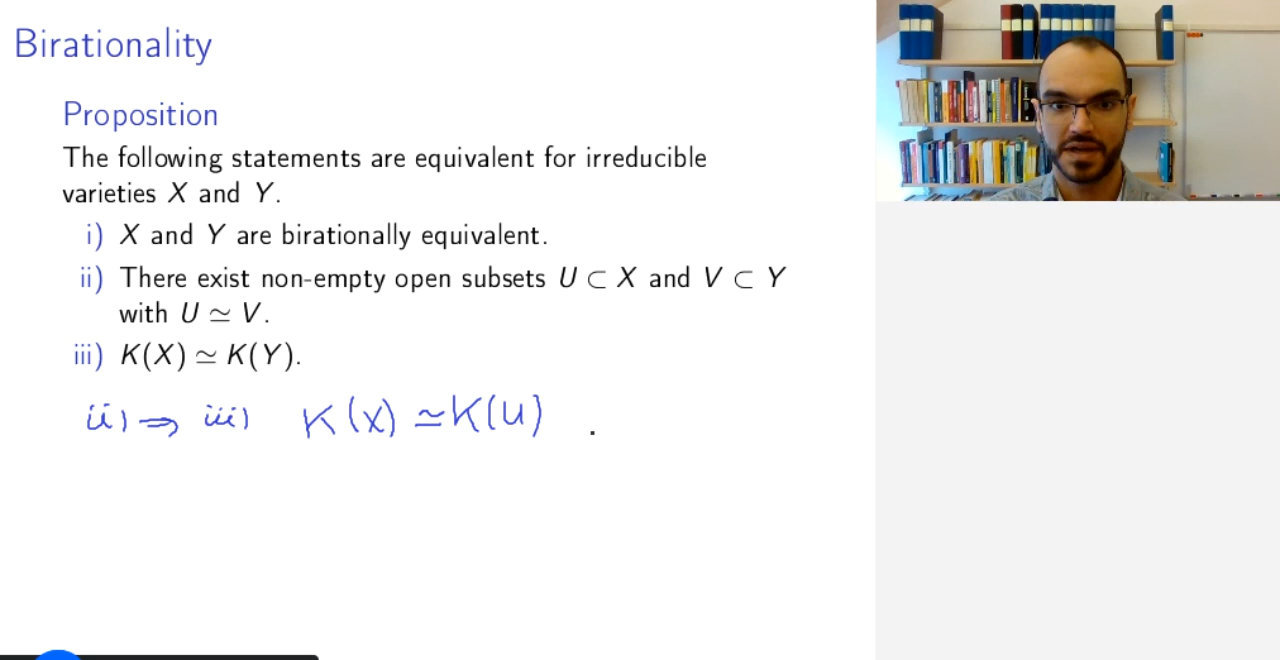 Birationality
Proposition
The following statements are equivalent for irreducible
varieties X and Y.
i) X and Y are birationally equivalent.
ii) There exist non-empty open subsets U ⊂ X and V ⊂ Y
with U ≃ V.
iii) K(X) ≃ K(Y).
ii) ⇒ iii) K(X) ≃ K(U) .